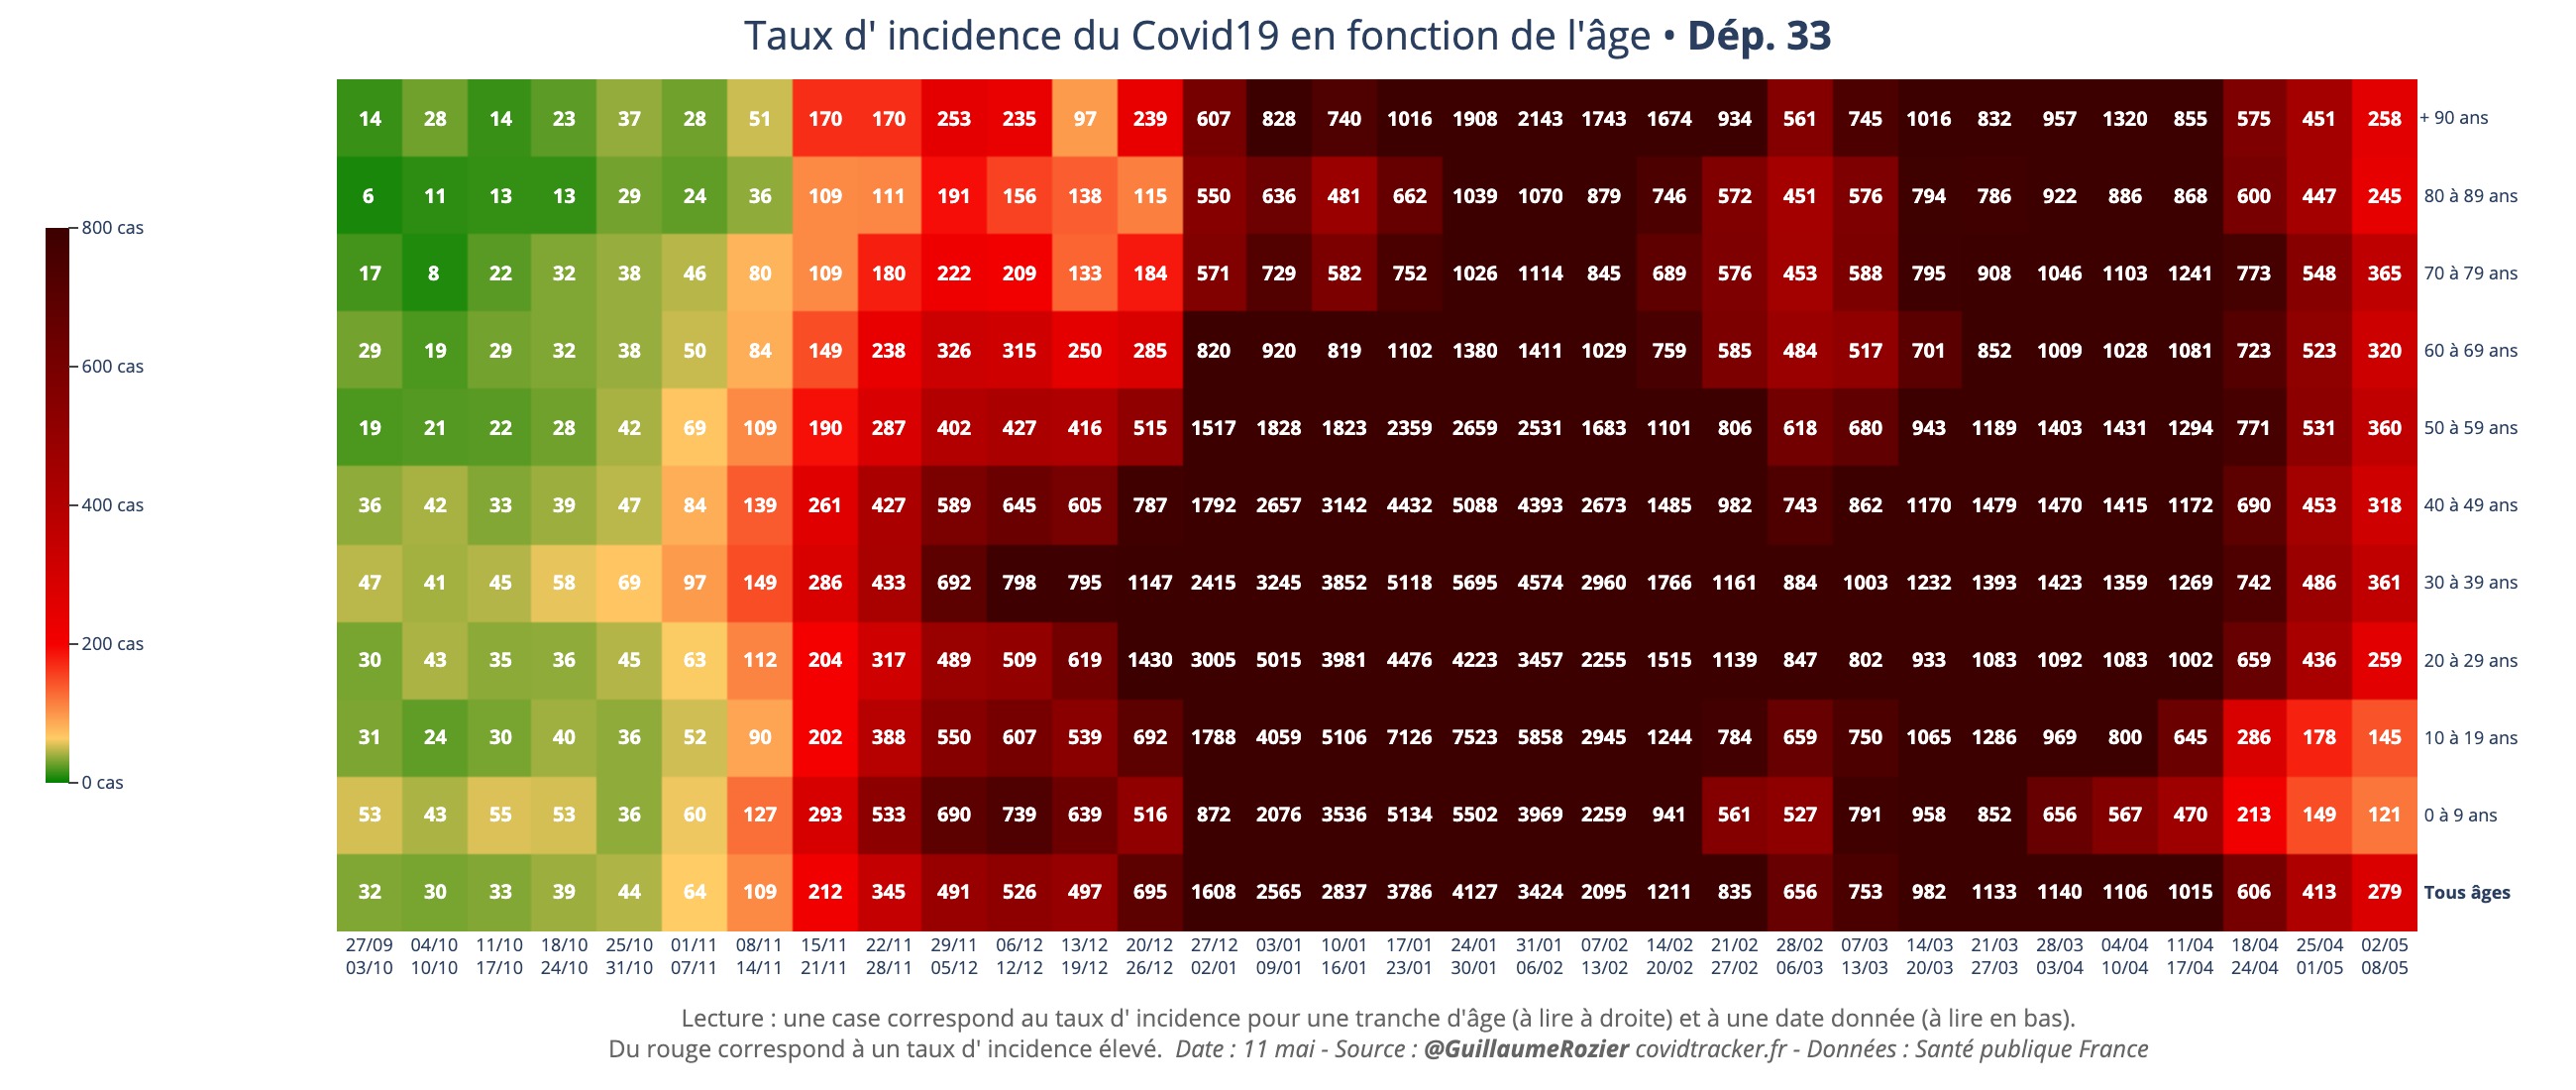 Taux d' incidence du Covid19 en fonction de l'âge • Dép. 33
14 28 14 23 37 28 51 170 170 253 235 97 239 607 828 740 1016 1908 2143 1743 1674 934 561 745 1016 832 957 1320 855 575 451 258 + 90 ans
6 11 13 13 29 24 36 109 111 191 156 138 115 550 636 481 662 1039 1070 879 746 572 451 576 794 786 922 886 868 600 447 245 80 à 89 ans
800 cas
17 8 22 32 38 46 80 109 180 222 209 133 184 571 729 582 752 1026 1114 845 689 576 453 588 795 908 1046 1103 1241 773 548 365 70 à 79 ans
29 19 29 32 38 50 84 149 238 326 315 250 285 820 920 819 1102 1380 1411 1029 759 585 484 517 701 852 1009 1028 1081 723 523 320 60 à 69 ans
600 cas
19 21 22 28 42 69 109 190 287 402 427 416 515 1517 1828 1823 2359 2659 2531 1683 1101 806 618 680 943 1189 1403 1431 1294 771 531 360 50 à 59 ans
400 cas
36 42 33 39 47 84 139 261 427 589 645 605 787 1792 2657 3142 4432 5088 4393 2673 1485 982 743 862 1170 1479 1470 1415 1172 690 453 318 40 à 49 ans
47 41 45 58 69 97 149 286 433 692 798 795 1147 2415 3245 3852 5118 5695 4574 2960 1766 1161 884 1003 1232 1393 1423 1359 1269 742 486 361 30 à 39 ans
200 cas
30 43 35 36 45 63 112 204 317 489 509 619 1430 3005 5015 3981 4476 4223 3457 2255 1515 1139 847 802 933 1083 1092 1083 1002 659 436 259 20 à 29 ans
31 24 30 40 36 52 90 202 388 550 607 539 692 1788 4059 5106 7126 7523 5858 2945 1244 784 659 750 1065 1286 969 800 645 286 178 145 10 à 19 ans
0 cas
53 43 55 53 36 60 127 293 533 690 739 639 516 872 2076 3536 5134 5502 3969 2259 941 561 527 791 958 852 656 567 470 213 149 121 0 à 9 ans
32 30 33 39 44 64 109 212 345 491 526 497 695 1608 2565 2837 3786 4127 3424 2095 1211 835 656 753 982 1133 1140 1106 1015 606 413 279 Tous âges
27/09 04/10 11/10 18/10 25/10 01/11 08/11 15/11 22/11 29/11 06/12 13/12 20/12 27/12 03/01 10/01 17/01 24/01 31/01 07/02 14/02 21/02 28/02 07/03 14/03 21/03 28/03 04/04 11/04 18/04 25/04 02/05
03/10 10/10 17/10 24/10 31/10 07/11 14/11 21/11 28/11 05/12 12/12 19/12 26/12 02/01 09/01 16/01 23/01 30/01 06/02 13/02 20/02 27/02 06/03 13/03 20/03 27/03 03/04 10/04 17/04 24/04 01/05 08/05
Lecture : une case correspond au taux d' incidence pour une tranche d'âge (à lire à droite) et à une date donnée (à lire en bas).
Du rouge correspond à un taux d' incidence élevé. Date : 11 mai - Source : @GuillaumeRozier covidtracker.fr - Données : Santé publique France